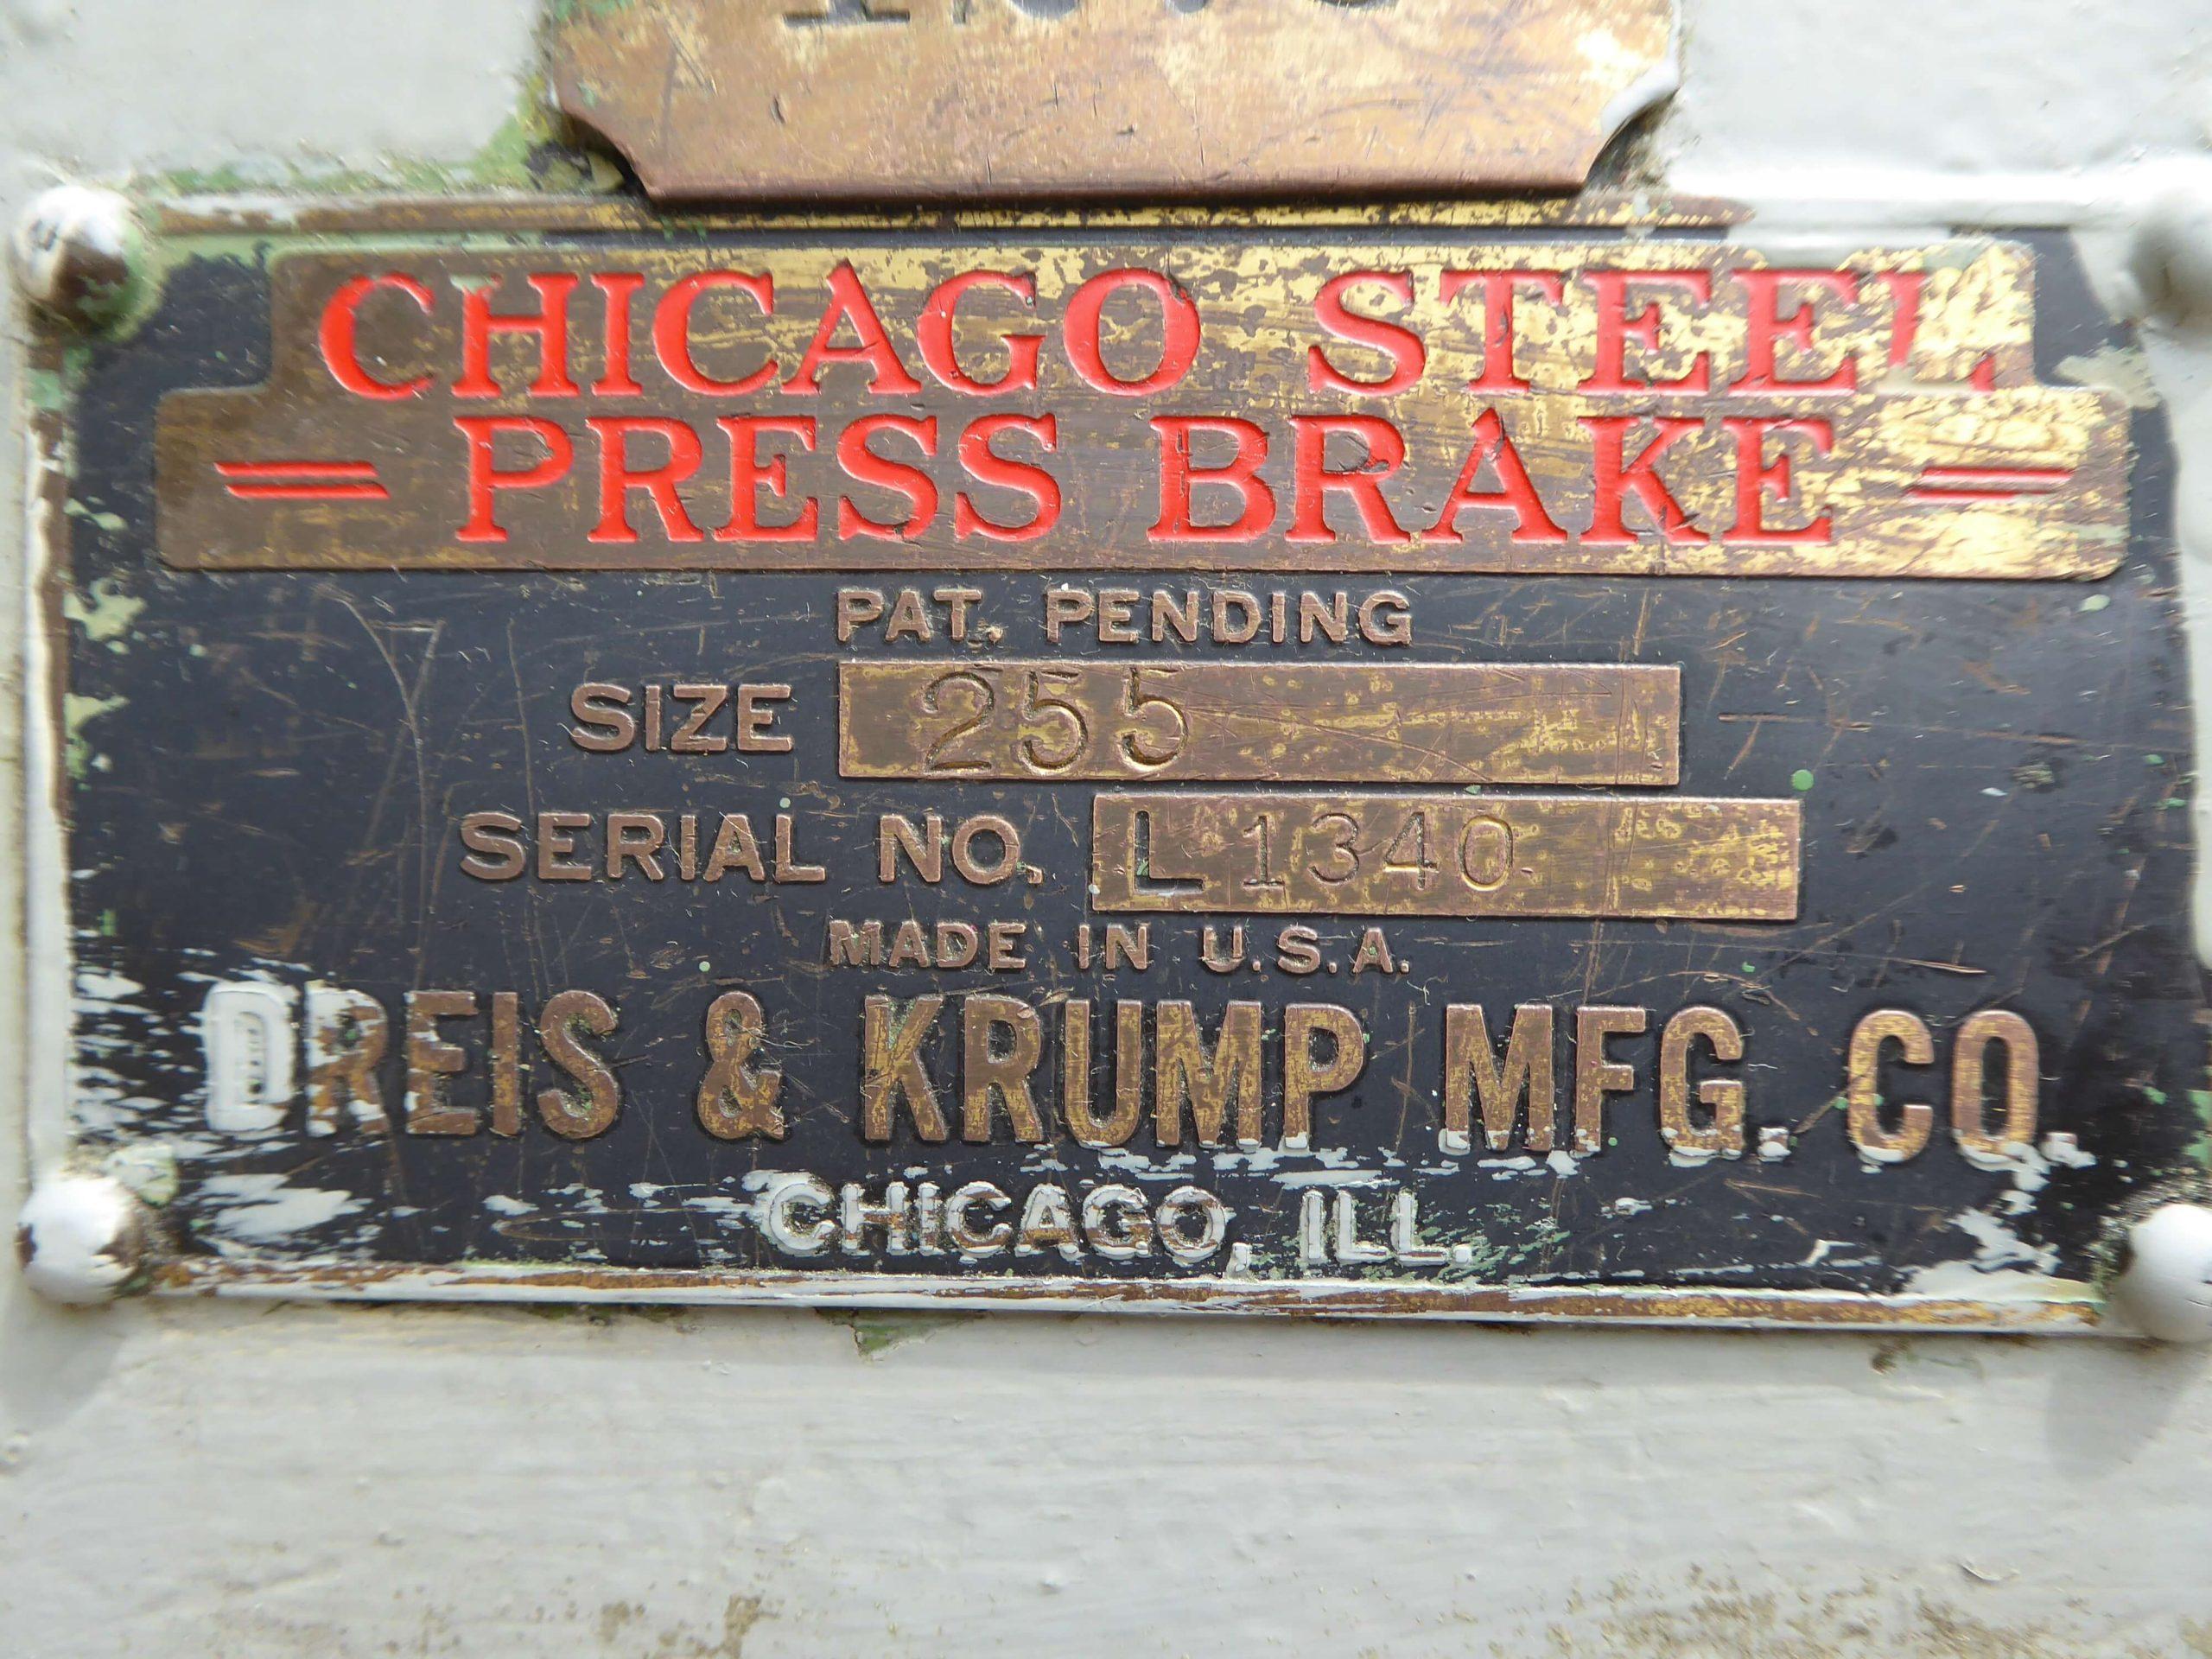 CHICAGO STEEL
= PRESS BRAKE =
PAT. PENDING
SIZE 255
SERIAL NO. L 1340
MADE IN U.S.A.
DREIS & KRUMP MFG. CO.
CHICAGO, ILL.